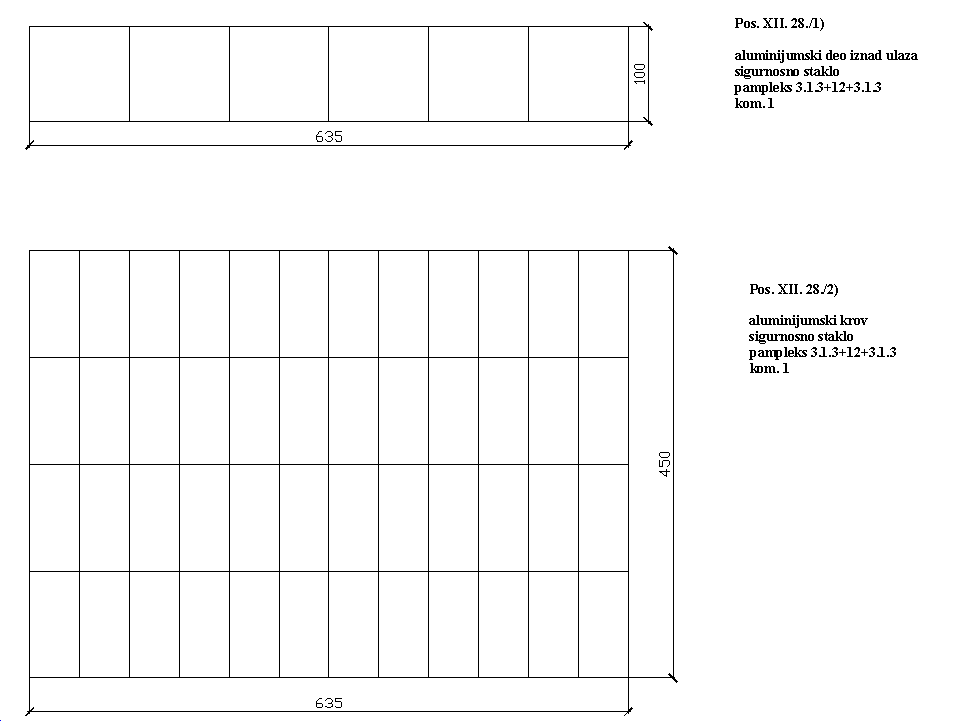 Pos. XII. 28./1)
aluminijumski deo iznad ulaza
sigurnosno staklo
pampleks 3.1.3+12+3.1.3
kom. 1
100
635
Pos. XII. 28./2)
aluminijumski krov
sigurnosno staklo
pampleks 3.1.3+12+3.1.3
kom. 1
450
635